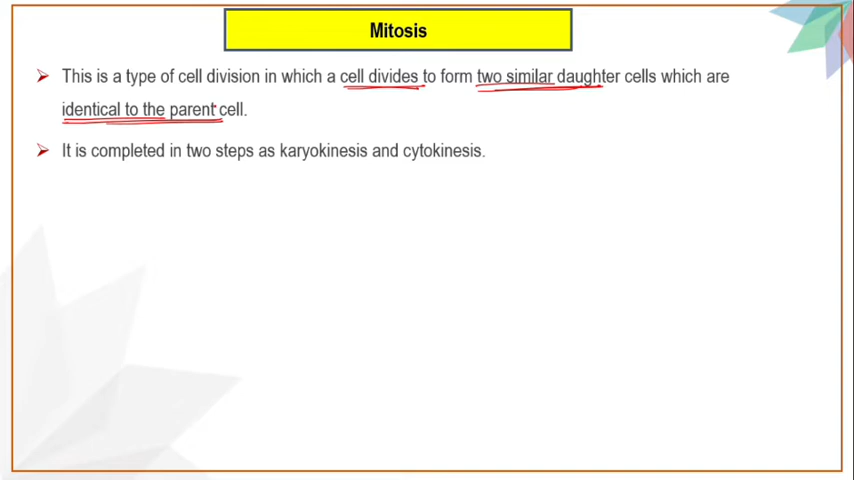 Mitosis
This is a type of cell division in which a cell divides to form two similar daughter cells which are
identical to the parent cell.
It is completed in two steps as karyokinesis and cytokinesis.